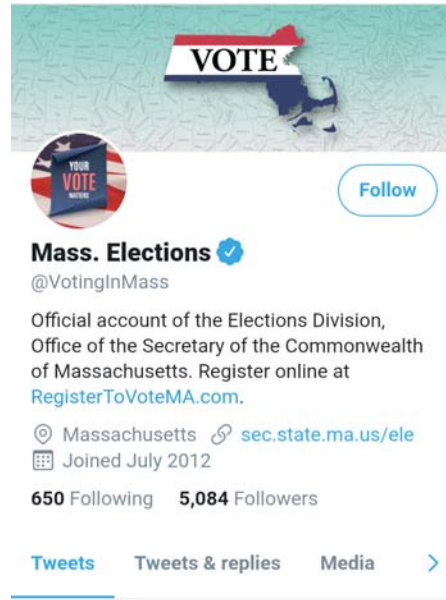 VOTE
YOUR
VOTE
MATTERS
Follow
Mass. Elections
@VotingInMass
Official account of the Elections Division,
Office of the Secretary of the Commonwealth
of Massachusetts. Register online at
RegisterToVoteMA.com.
Massachusetts sec.state.ma.us/ele
Joined July 2012
650 Following 5,084 Followers
Tweets Tweets & replies Media